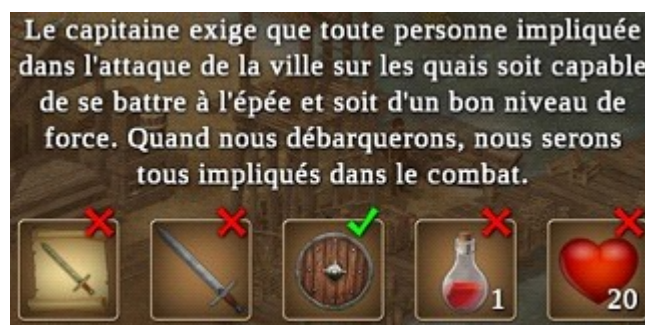 Le capitaine exige que toute personne impliquée
dans l'attaque de la ville sur les quais soit capable
de se battre à l'épée et soit d'un bon niveau de
force. Quand nous débarquerons, nous serons
tous impliqués dans le combat.
1
20